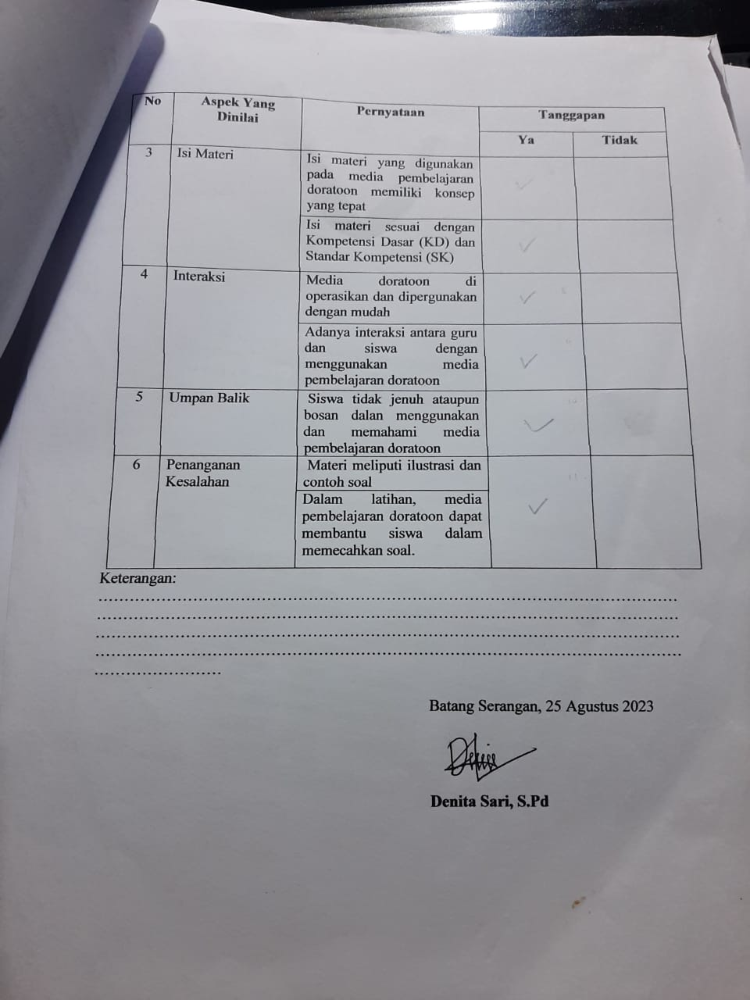 No Aspek Yang Pernyataan Tanggapan
Dinilai
Ya Tidak
3 Isi Materi Isi materi yang digunakan ✓
pada media pembelajaran
doratoon memiliki konsep
yang tepat
Isi materi sesuai dengan ✓
Kompetensi Dasar (KD) dan
Standar Kompetensi (SK)
4 Interaksi Media doratoon di ✓
operasikan dan dipergunakan
dengan mudah
Adanya interaksi antara guru ✓
dan siswa dengan
menggunakan media
pembelajaran doratoon
5 Umpan Balik Siswa tidak jenuh ataupun ✓
bosan dalan menggunakan
dan memahami media
pembelajaran doratoon
6 Penanganan Materi meliputi ilustrasi dan ✓
Kesalahan contoh soal
Dalam latihan, media
pembelajaran doratoon dapat
membantu siswa dalam
memecahkan soal.
Keterangan:
Batang Serangan, 25 Agustus 2023
Denita Sari, S.Pd